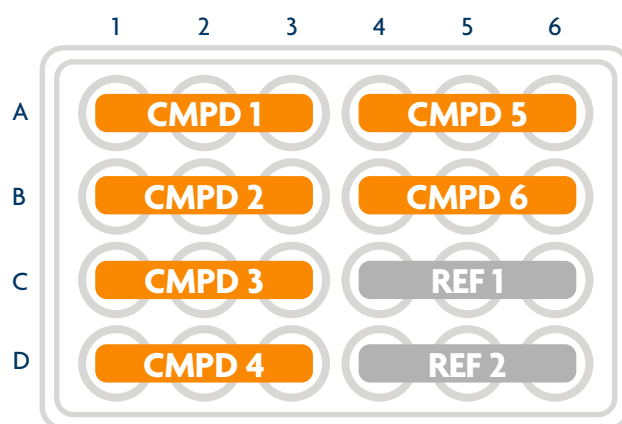 1 2 3 4 5 6
A CMPD 1 CMPD 5
B CMPD 2 CMPD 6
C CMPD 3 REF 1
D CMPD 4 REF 2